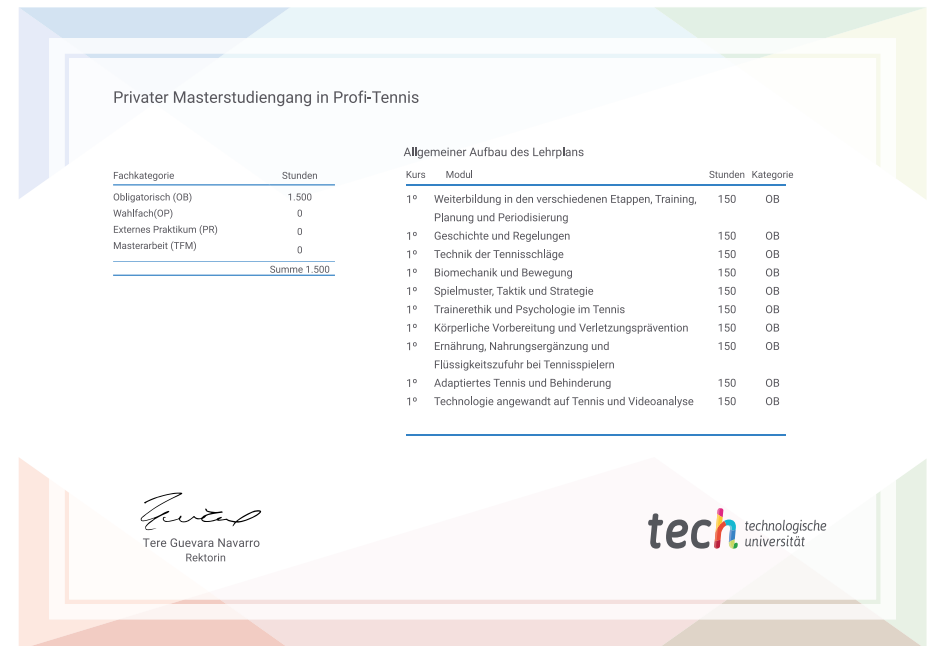 Privater Masterstudiengang in Profi-Tennis
Allgemeiner Aufbau des Lehrplans
Fachkategorie Stunden
Obligatorisch (OB) 1.500
Wahlfach(OP) 0
Externes Praktikum (PR) 0
Masterarbeit (TFM) 0
Summe 1.500
Kurs Modul Stunden Kategorie
1º Weiterbildung in den verschiedenen Etappen, Training, 150 OB
Planung und Periodisierung
1º Geschichte und Regelungen 150 OB
1º Technik der Tennisschläge 150 OB
1º Biomechanik und Bewegung 150 OB
1º Spielmuster, Taktik und Strategie 150 OB
1º Trainerethik und Psychologie im Tennis 150 OB
1º Körperliche Vorbereitung und Verletzungsprävention 150 OB
1º Ernährung, Nahrungsergänzung und 150 OB
Flüssigkeitszufuhr bei Tennisspielern
1º Adaptiertes Tennis und Behinderung 150 OB
1º Technologie angewandt auf Tennis und Videoanalyse 150 OB
Tere Guevara Navarro
Rektorin
tech technologische
universität